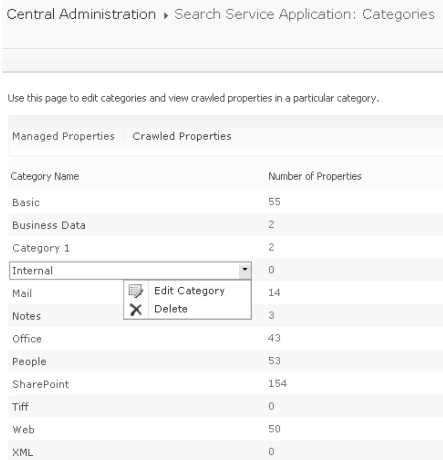 Central Administration ▸ Search Service Application: Categories
Use this page to edit categories and view crawled properties in a particular category.
Managed Properties Crawled Properties
Category Name Number of Properties
Basic 55
Business Data 2
Category 1 2
Internal 0
Edit Category
Mail 14
Delete
Notes 3
Office 43
People 53
SharePoint 154
Tiff 0
Web 50
XML 0